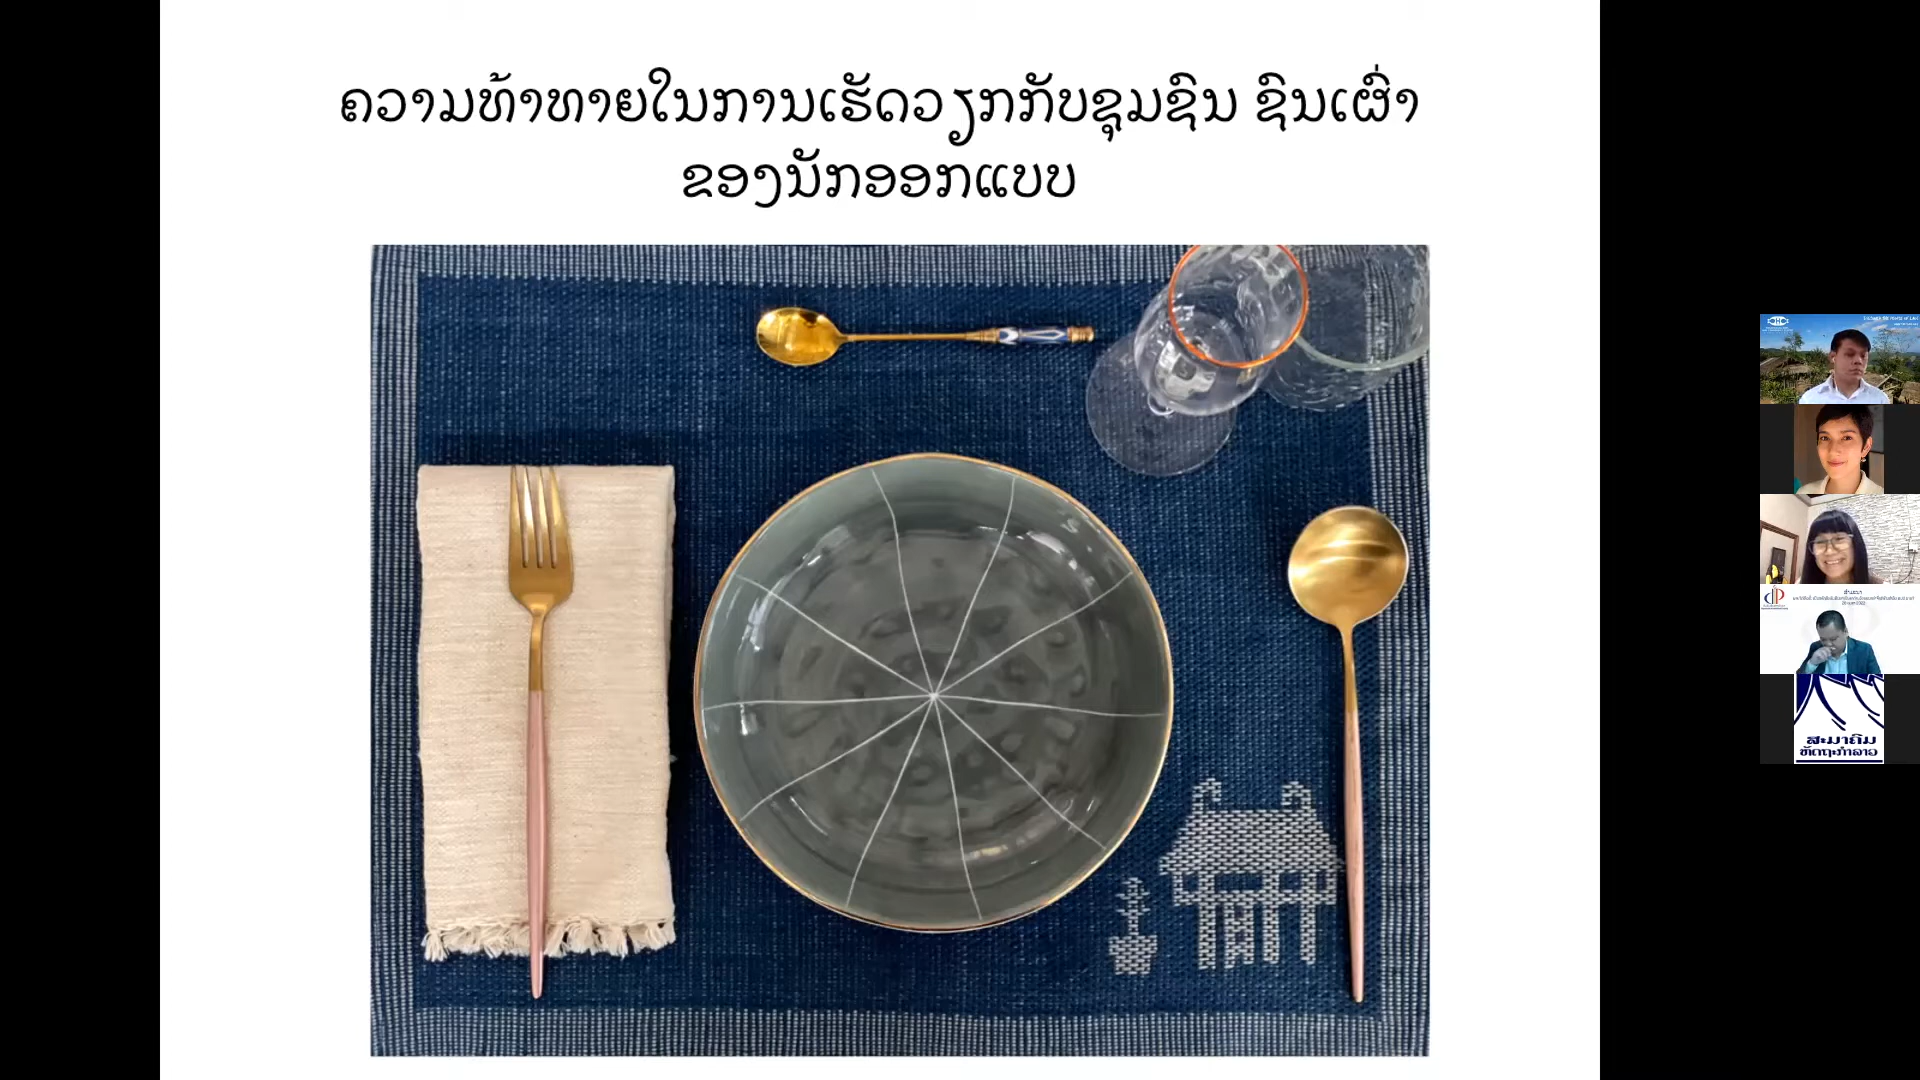 ຄວາມທ້າທາຍໃນການເຮັດວຽກກັບຊຸມຊົນ ຊົນເຜົ່າ
ຂອງນັກອອກແບບ
ສະມາຄົມ
ຫັດຖະກຳລາວ